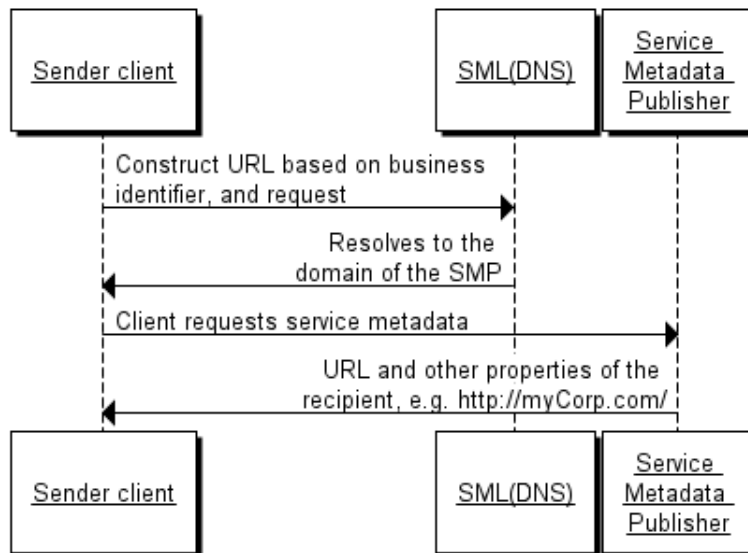 Sender client
SML(DNS)
Service
Metadata
Publisher
Construct URL based on business
identifier, and request
Resolves to the
domain of the SMP
Client requests service metadata
URL and other properties of the
recipient, e.g. http://myCorp.com/
Sender client
SML(DNS)
Service
Metadata
Publisher